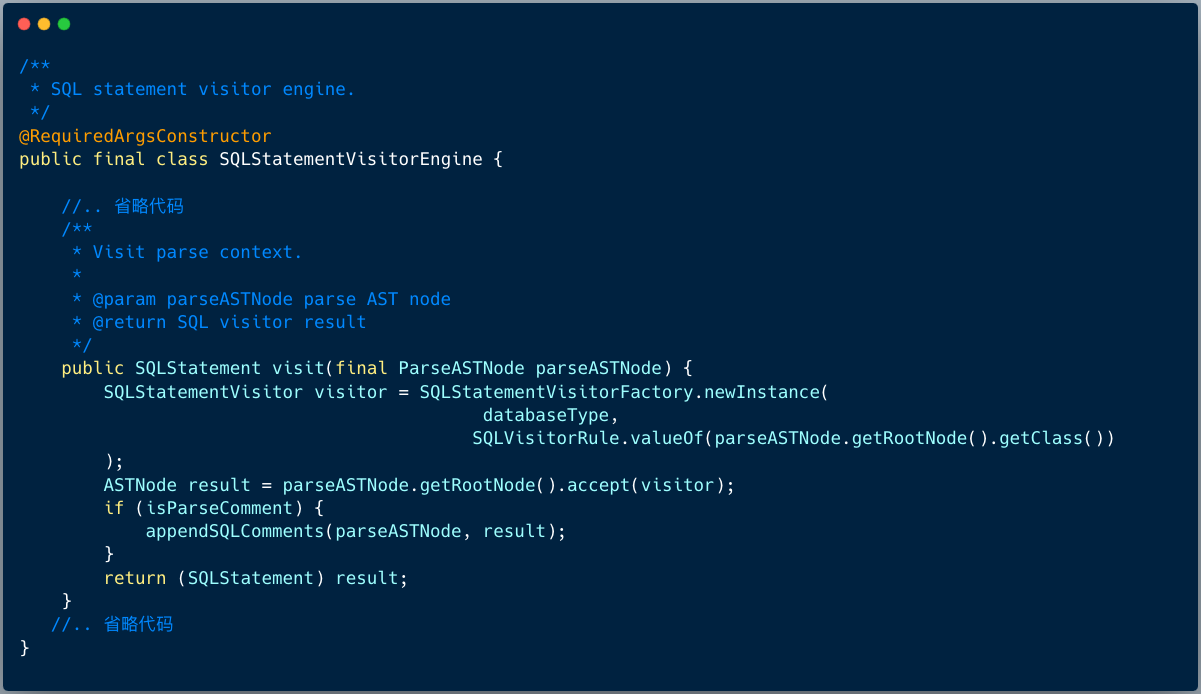 /**
 * SQL statement visitor engine.
 */
@RequiredArgsConstructor
public final class SQLStatementVisitorEngine {

    //.. 省略代码
    /**
     * Visit parse context.
     *
     * @param parseASTNode parse AST node
     * @return SQL visitor result
     */
    public SQLStatement visit(final ParseASTNode parseASTNode) {
        SQLStatementVisitor visitor = SQLStatementVisitorFactory.newInstance(
                                            databaseType,
                                           SQLVisitorRule.valueOf(parseASTNode.getRootNode().getClass())
        );
        ASTNode result = parseASTNode.getRootNode().accept(visitor);
        if (isParseComment) {
            appendSQLComments(parseASTNode, result);
        }
        return (SQLStatement) result;
    }
   //.. 省略代码
}